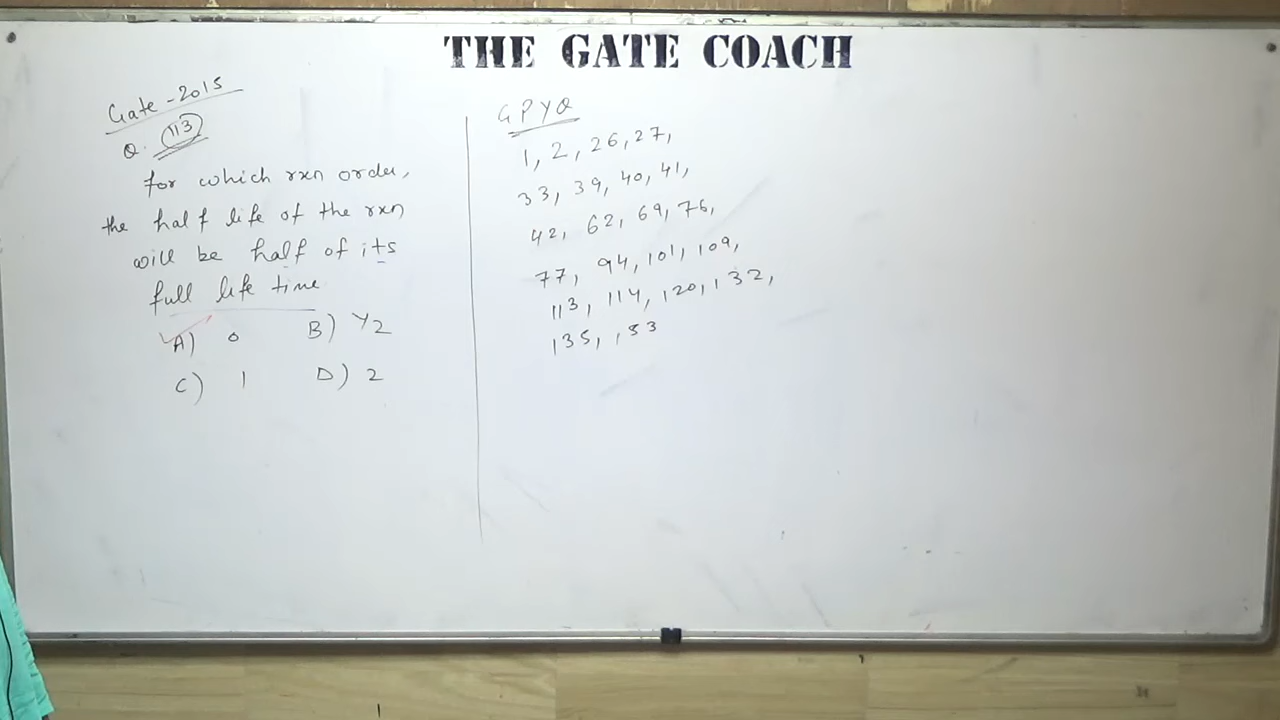 THE GATE COACH
Gate - 2015
Q. 113
for which rxn order,
the half life of the rxn
will be half of its
full life time
A) 0 B) 1/2
C) 1 D) 2
GPYQ
1, 2, 26, 27,
33, 39, 40, 41,
42, 62, 69, 76,
77, 94, 101, 109,
113, 114, 120, 132,
135, 153